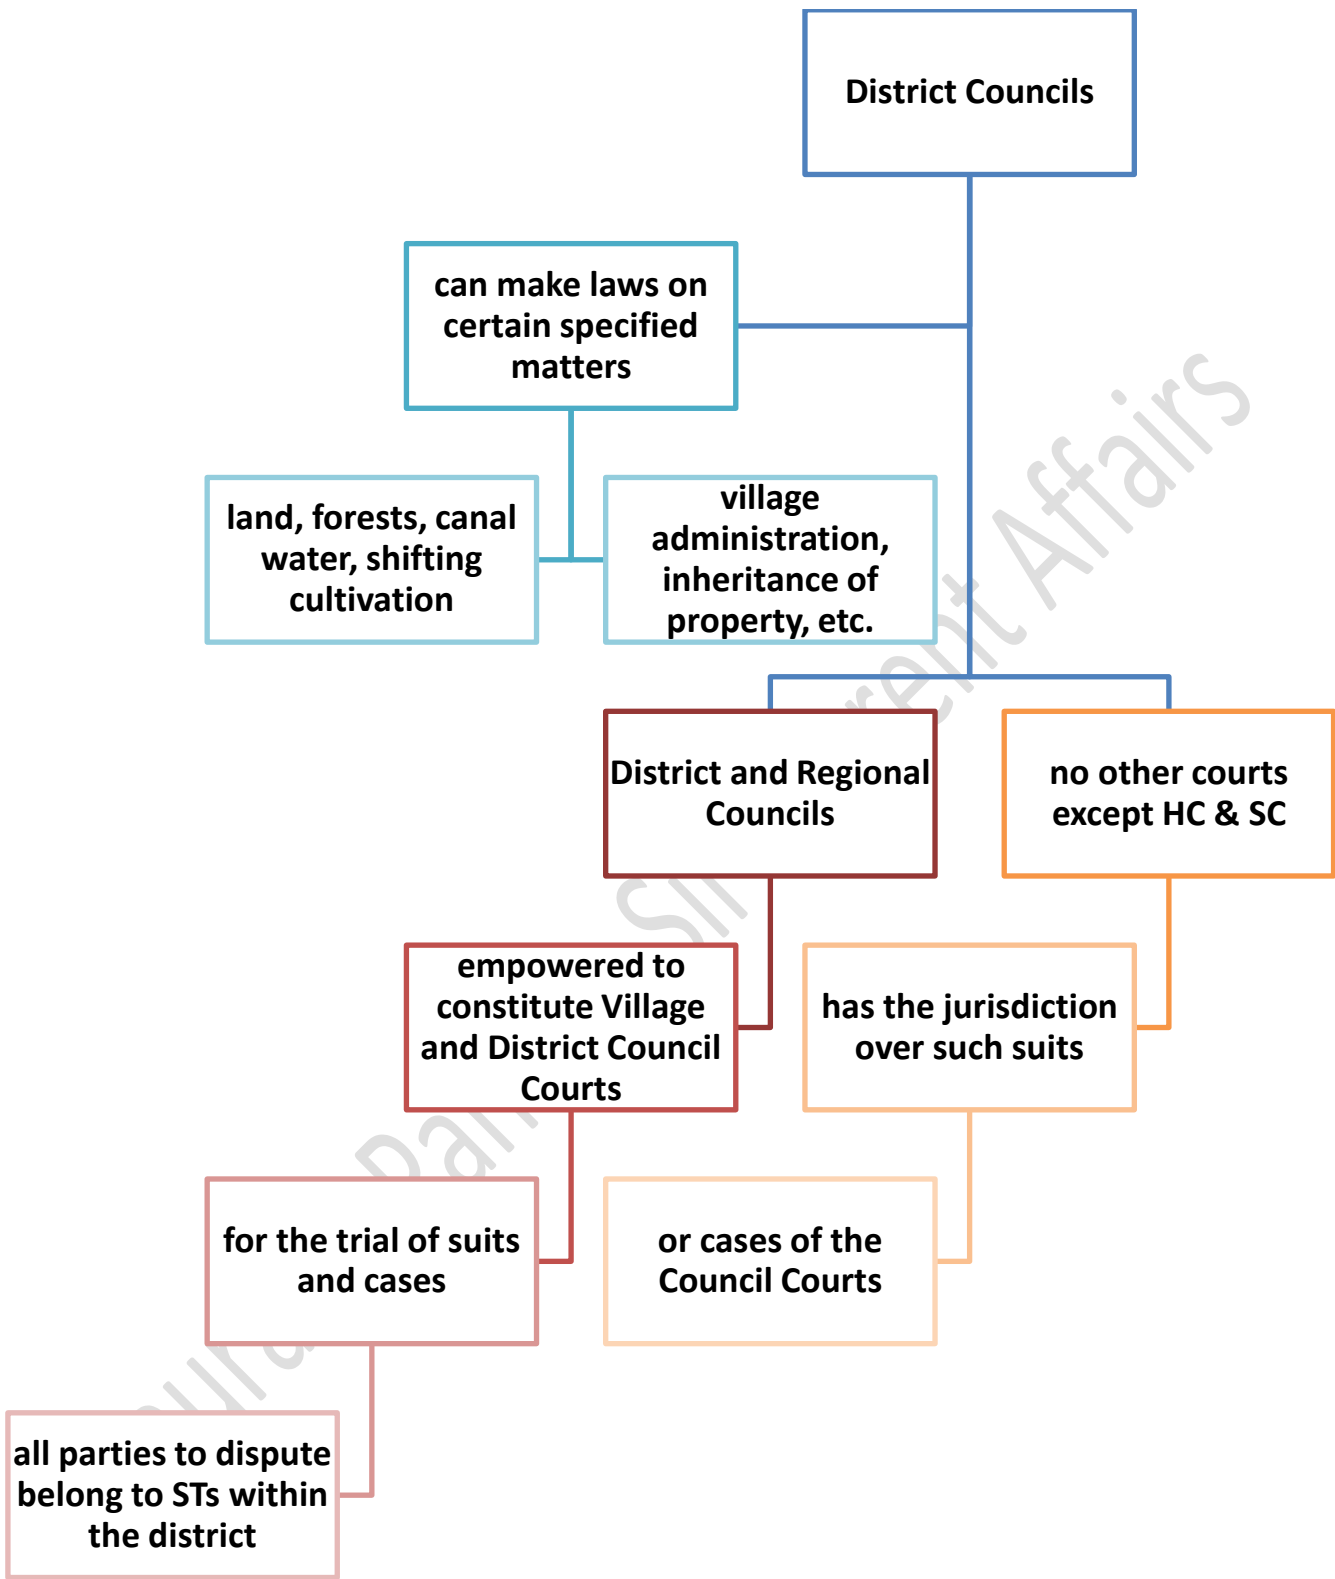 District Councils
can make laws on
certain specified
matters
land, forests, canal
water, shifting
cultivation
village
administration,
inheritance of
property, etc.
District and Regional
Councils
no other courts
except HC & SC
empowered to
constitute Village
and District Council
Courts
has the jurisdiction
over such suits
for the trial of suits
and cases
or cases of the
Council Courts
all parties to dispute
belong to STs within
the district
Affairs